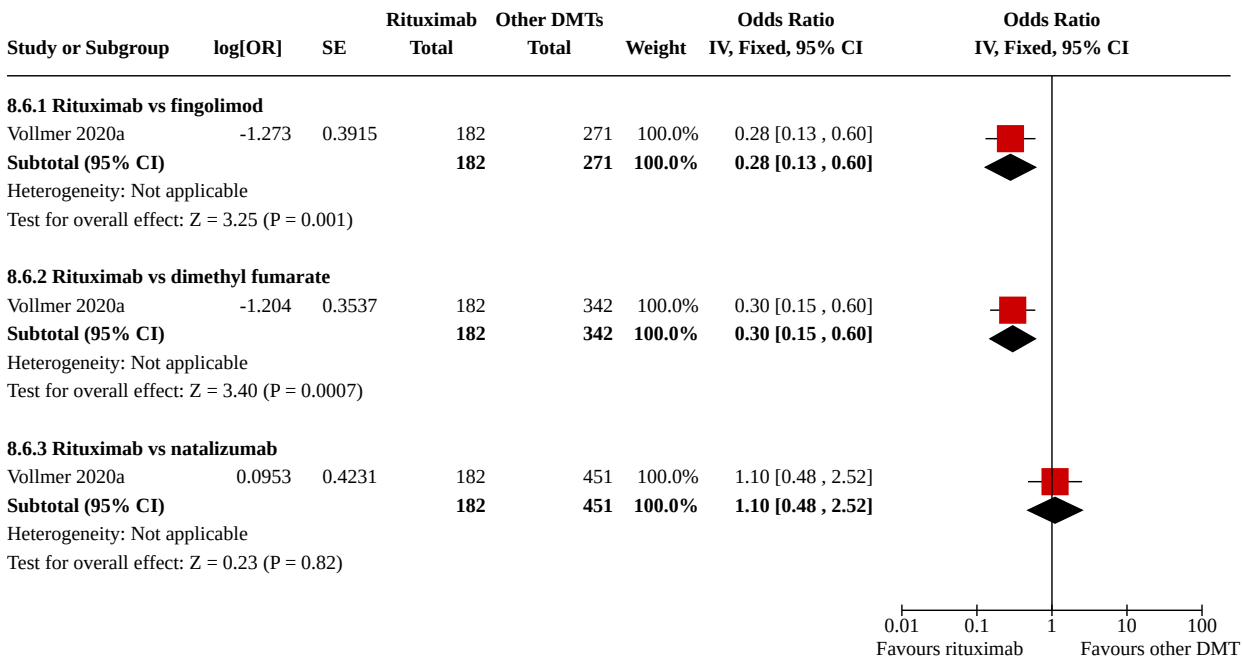 Rituximab Other DMTs Odds Ratio Odds Ratio
Study or Subgroup log[OR] SE Total Total Weight IV, Fixed, 95% CI IV, Fixed, 95% CI
8.6.1 Rituximab vs fingolimod
Vollmer 2020a -1.273 0.3915 182 271 100.0% 0.28 [0.13 , 0.60]
Subtotal (95% CI) 182 271 100.0% 0.28 [0.13 , 0.60]
Heterogeneity: Not applicable
Test for overall effect: Z = 3.25 (P = 0.001)
8.6.2 Rituximab vs dimethyl fumarate
Vollmer 2020a -1.204 0.3537 182 342 100.0% 0.30 [0.15 , 0.60]
Subtotal (95% CI) 182 342 100.0% 0.30 [0.15 , 0.60]
Heterogeneity: Not applicable
Test for overall effect: Z = 3.40 (P = 0.0007)
8.6.3 Rituximab vs natalizumab
Vollmer 2020a 0.0953 0.4231 182 451 100.0% 1.10 [0.48 , 2.52]
Subtotal (95% CI) 182 451 100.0% 1.10 [0.48 , 2.52]
Heterogeneity: Not applicable
Test for overall effect: Z = 0.23 (P = 0.82)
0.01 0.1 1 10 100
Favours rituximab Favours other DMT